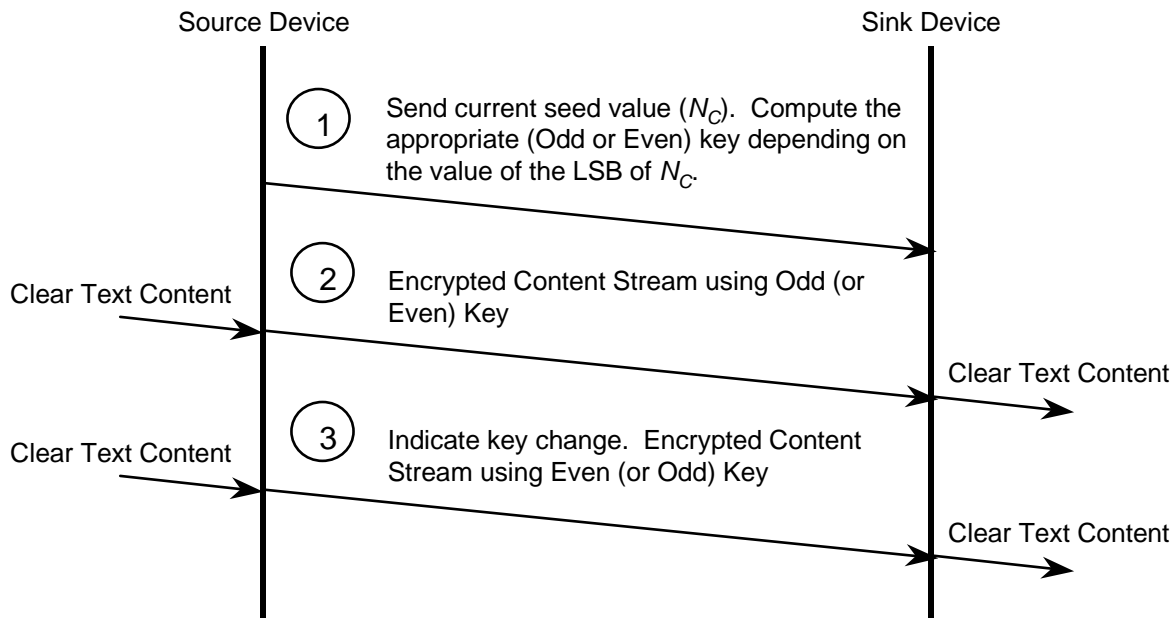 Source Device
Sink Device
1
Send current seed value (N_C).  Compute the
appropriate (Odd or Even) key depending on
the value of the LSB of N_C.
2
Encrypted Content Stream using Odd (or
Even) Key
Clear Text Content
Clear Text Content
3
Indicate key change.  Encrypted Content
Stream using Even (or Odd) Key
Clear Text Content
Clear Text Content